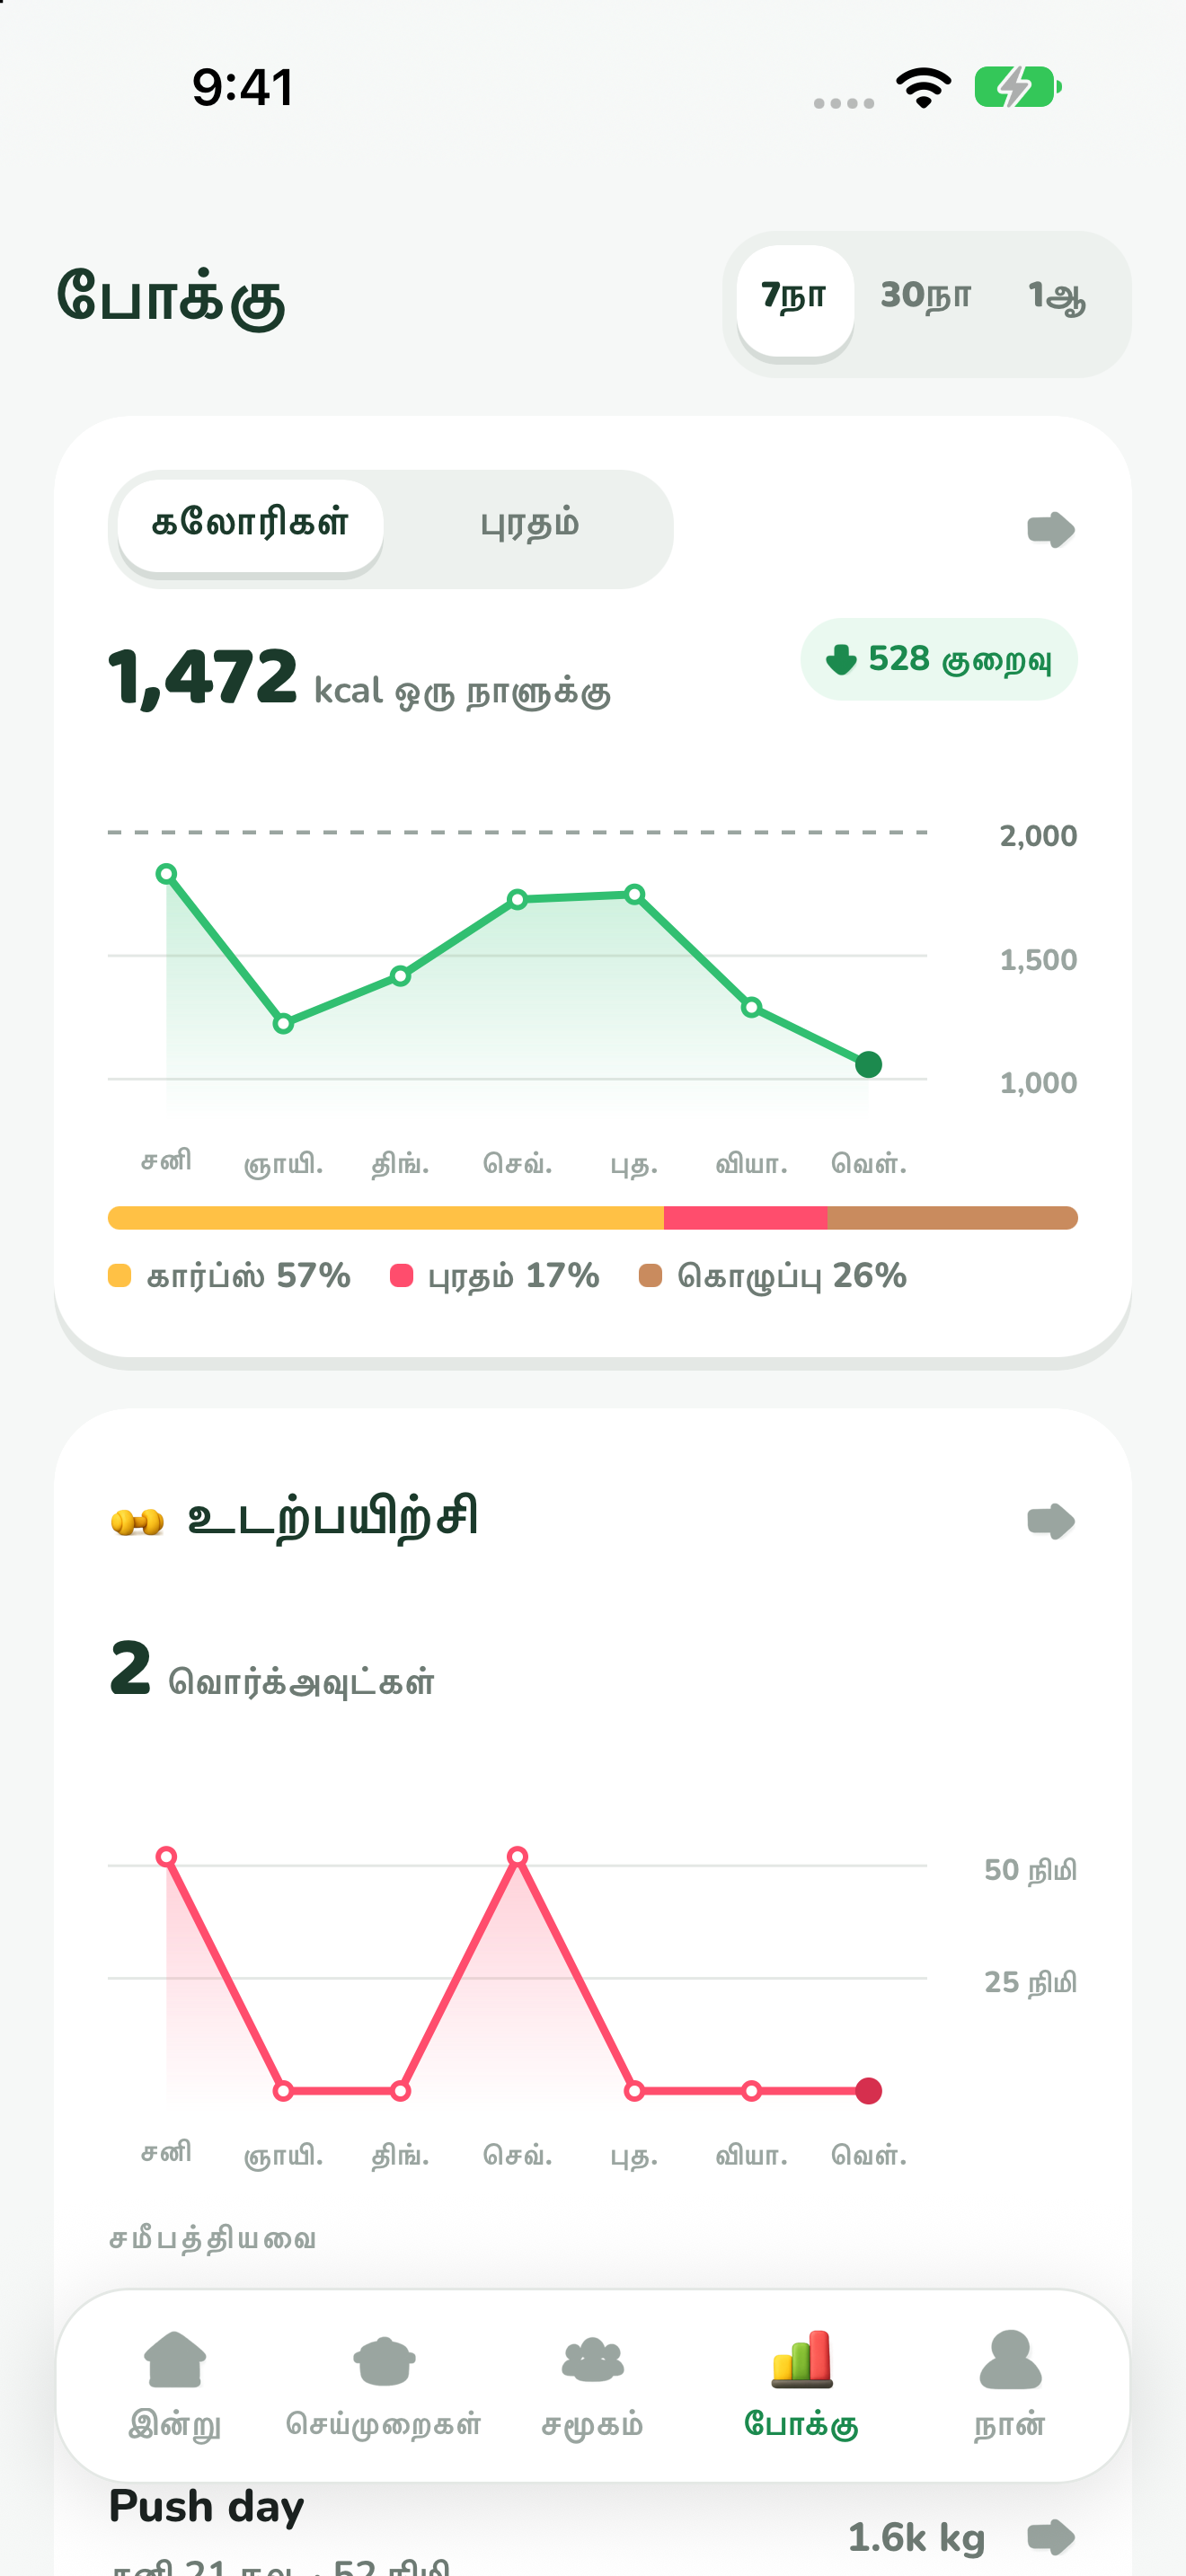 9:41
போக்கு
7நா 30நா 1ஆ
கலோரிகள் புரதம்
1,472 kcal ஒரு நாளுக்கு
528 குறைவு
2,000
1,500
1,000
சனி ஞாயி. திங். செவ். புத. வியா. வெள்.
கார்ப்ஸ் 57% புரதம் 17% கொழுப்பு 26%
உடற்பயிற்சி
2 வொர்க்அவுட்கள்
50 நிமி
25 நிமி
சனி ஞாயி. திங். செவ். புத. வியா. வெள்.
சமீபத்தியவை
இன்று செய்முறைகள் சமூகம் போக்கு நான்
Push day
1.6k kg